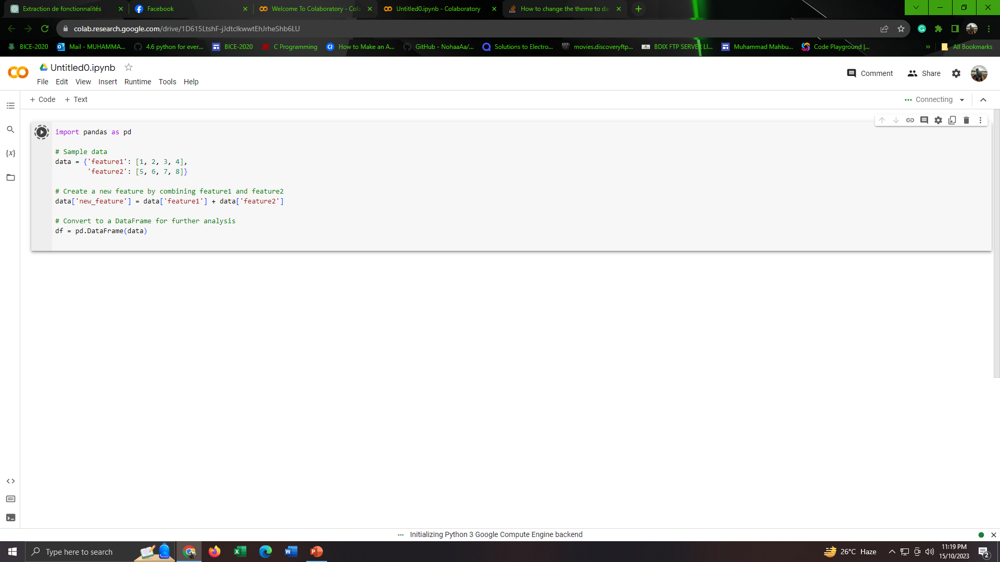 Extraction de fonctionnalités
Facebook
Welcome To Colaboratory - Cola
Untitled0.ipynb - Colaboratory
How to change the theme to da
colab.research.google.com/drive/1D615LtshF-jJdtclkwwtEhJrheShb6LU
BICE-2020
Mail - MUHAMMA...
4.6 python for ever...
BICE-2020
C Programming
How to Make an A...
GitHub - NohaaAa/...
Solutions to Electro...
movies.discoveryftp...
BDIX FTP SERVER LI...
Muhammad Mahbu...
Code Playground |...
»
All Bookmarks
CO
Untitled0.ipynb
Comment
Share
File Edit View Insert Runtime Tools Help
+ Code + Text
Connecting
{x}
import pandas as pd
# Sample data
data = {'feature1': [1, 2, 3, 4],
'feature2': [5, 6, 7, 8]}
# Create a new feature by combining feature1 and feature2
data['new_feature'] = data['feature1'] + data['feature2']
# Convert to a DataFrame for further analysis
df = pd.DataFrame(data)
Initializing Python 3 Google Compute Engine backend
Type here to search
26°C Haze
11:19 PM
15/10/2023
2